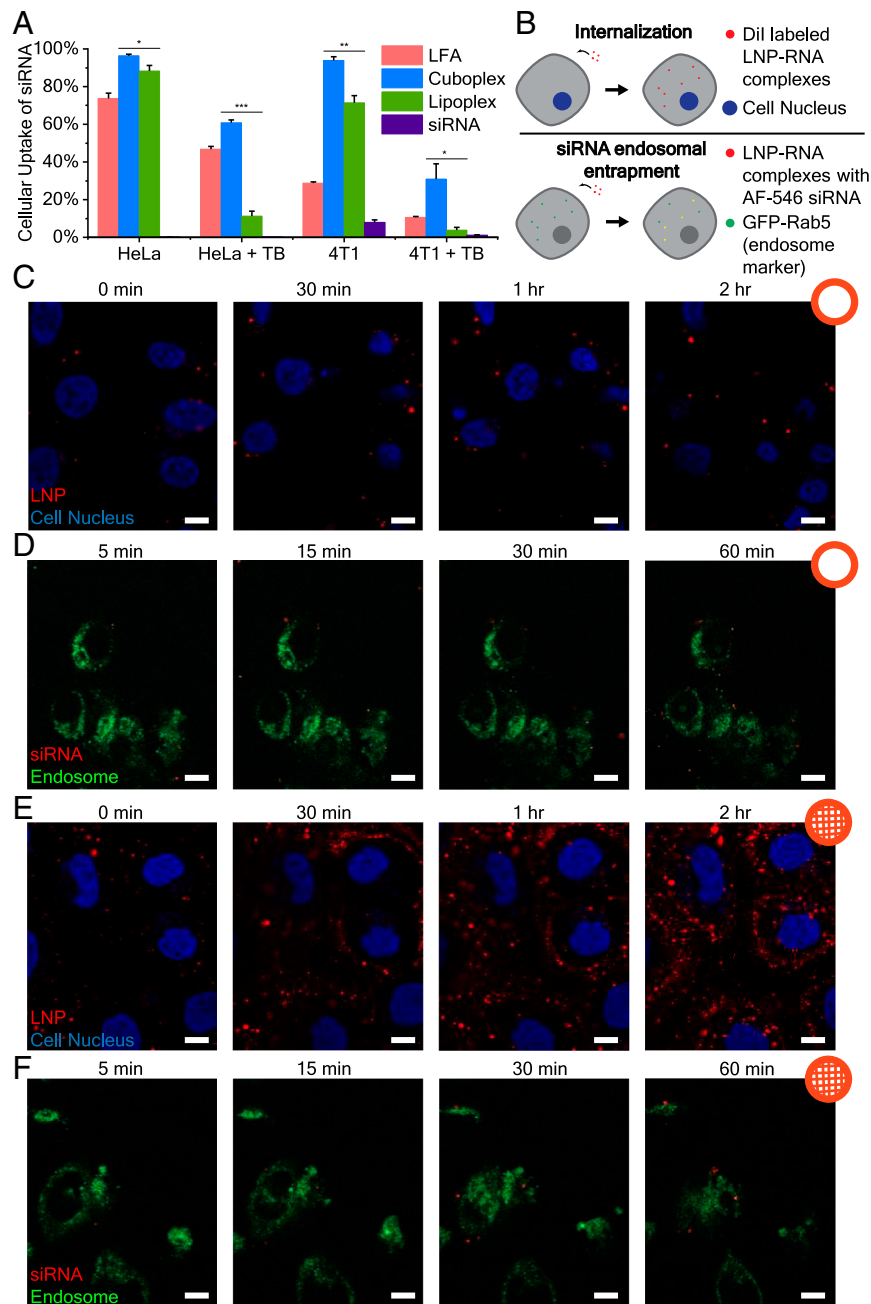 A
Cellular Uptake of siRNA
100%
80%
60%
40%
20%
0%
*
***
**
*
HeLa
HeLa + TB
4T1
4T1 + TB
LFA
Cuboplex
Lipoplex
siRNA
B
Internalization
DiI labeled
LNP-RNA
complexes
Cell Nucleus
siRNA endosomal
entrapment
LNP-RNA
complexes with
AF-546 siRNA
GFP-Rab5
(endosome
marker)
C
0 min
30 min
1 hr
2 hr
LNP
Cell Nucleus
D
5 min
15 min
30 min
60 min
siRNA
Endosome
E
0 min
30 min
1 hr
2 hr
LNP
Cell Nucleus
F
5 min
15 min
30 min
60 min
siRNA
Endosome